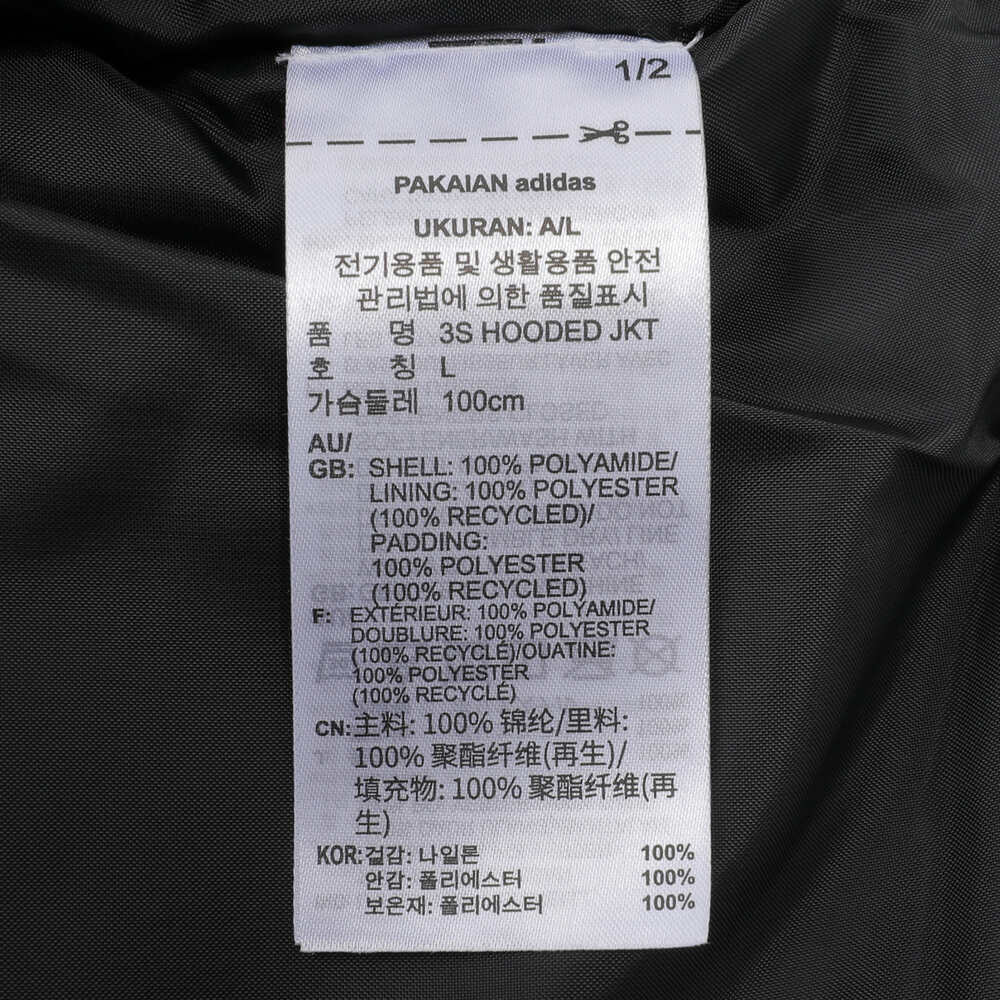 1/2
PAKAIAN adidas
UKURAN: A/L
전기용품 및 생활용품 안전
관리법에 의한 품질표시
품 명 3S HOODED JKT
호 칭 L
가슴둘레 100cm
AU/
GB: SHELL: 100% POLYAMIDE/
LINING: 100% POLYESTER
(100% RECYCLED)/
PADDING:
100% POLYESTER
(100% RECYCLED)
F: EXTÉRIEUR: 100% POLYAMIDE/
DOUBLURE: 100% POLYESTER
(100% RECYCLÉ)/OUATINE:
100% POLYESTER
(100% RECYCLÉ)
CN:主料: 100% 锦纶/里料:
100% 聚酯纤维(再生)/
填充物: 100% 聚酯纤维(再
生)
KOR:겉감: 나일론 100%
안감: 폴리에스터 100%
보온재: 폴리에스터 100%